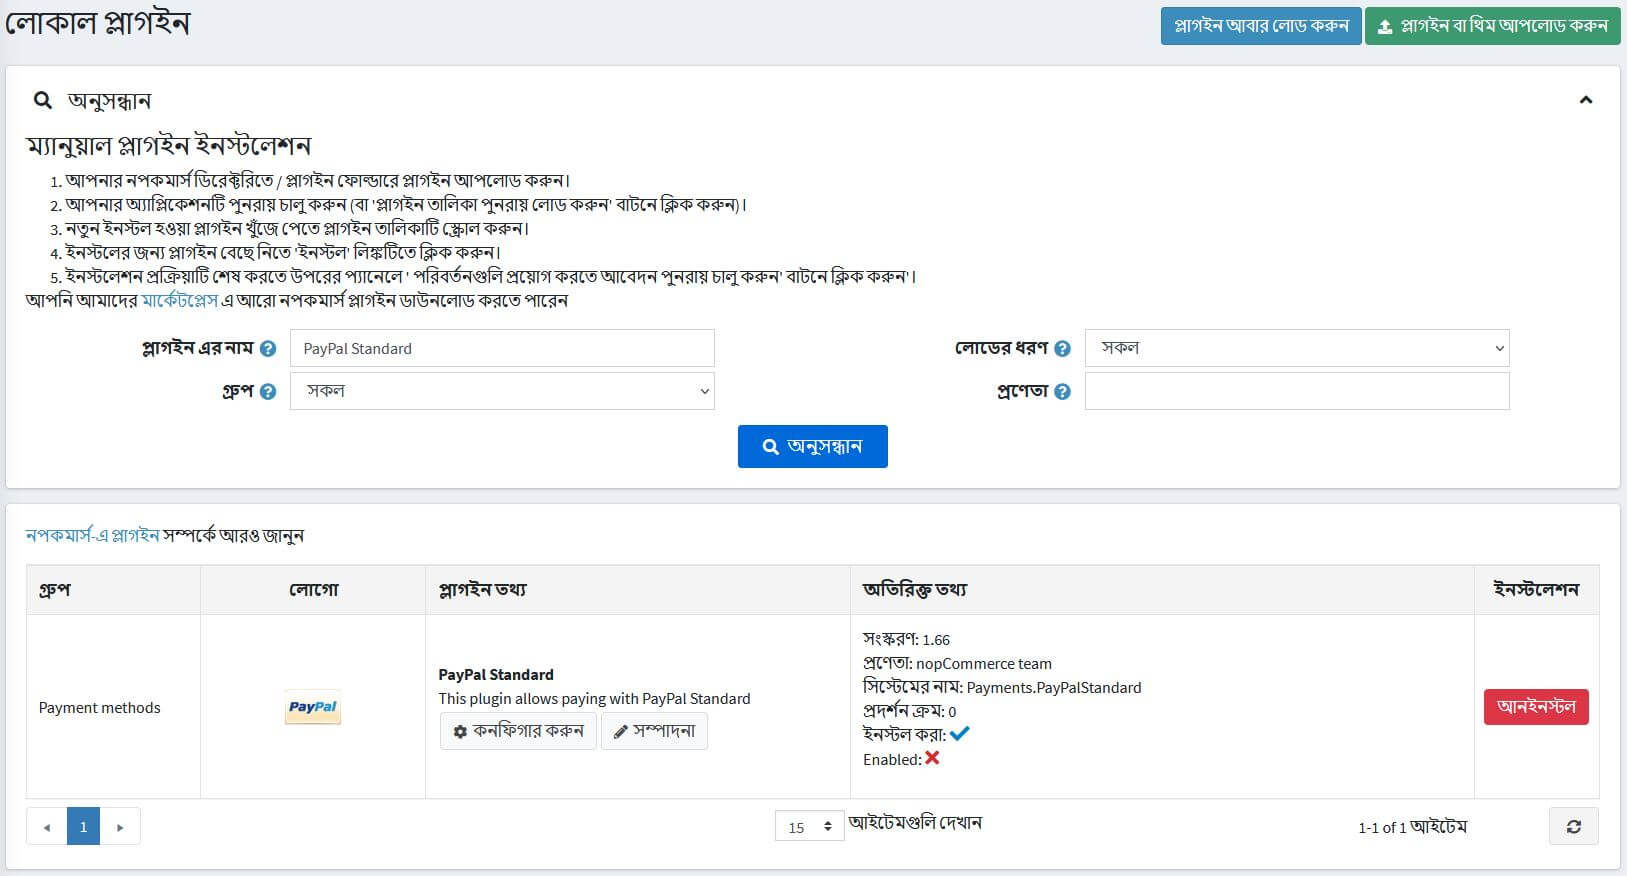 লোকাল প্লাগইন
প্লাগইন আবার লোড করুন
প্লাগইন বা থিম আপলোড করুন
অনুসন্ধান
ম্যানুয়াল প্লাগইন ইনস্টলেশন
1. আপনার নপকমার্স ডিরেক্টরিতে / প্লাগইন ফোল্ডারে প্লাগইন আপলোড করুন।
2. আপনার অ্যাপ্লিকেশনটি পুনরায় চালু করুন (বা 'প্লাগইন তালিকা পুনরায় লোড করুন' বাটনে ক্লিক করুন)।
3. নতুন ইনস্টল হওয়া প্লাগইন খুঁজে পেতে প্লাগইন তালিকাটি স্ক্রোল করুন।
4. ইনস্টলের জন্য প্লাগইন বেছে নিতে 'ইনস্টল' লিঙ্কটিতে ক্লিক করুন।
5. ইনস্টলেশন প্রক্রিয়াটি শেষ করতে উপরের প্যানেলে ' পরিবর্তনগুলি প্রয়োগ করতে আবেদন পুনরায় চালু করুন' বাটনে ক্লিক করুন'।
আপনি আমাদের মার্কেটপ্লেস এ আরো নপকমার্স প্লাগইন ডাউনলোড করতে পারেন
প্লাগইন এর নাম ? PayPal Standard
লোডের ধরণ ? সকল
গ্রুপ ? সকল
প্রণেতা ?
অনুসন্ধান
নপকমার্স-এ প্লাগইন সম্পর্কে আরও জানুন
গ্রুপ লোগো প্লাগইন তথ্য অতিরিক্ত তথ্য ইনস্টলেশন
Payment methods
PayPal
PayPal Standard
This plugin allows paying with PayPal Standard
কনফিগার করুন সম্পাদনা
সংস্করণ: 1.66
প্রণেতা: nopCommerce team
সিস্টেমের নাম: Payments.PayPalStandard
প্রদর্শন ক্রম: 0
ইনস্টল করা:
Enabled:
আনইনস্টল
1
15 আইটেমগুলি দেখান
1-1 of 1 আইটেম